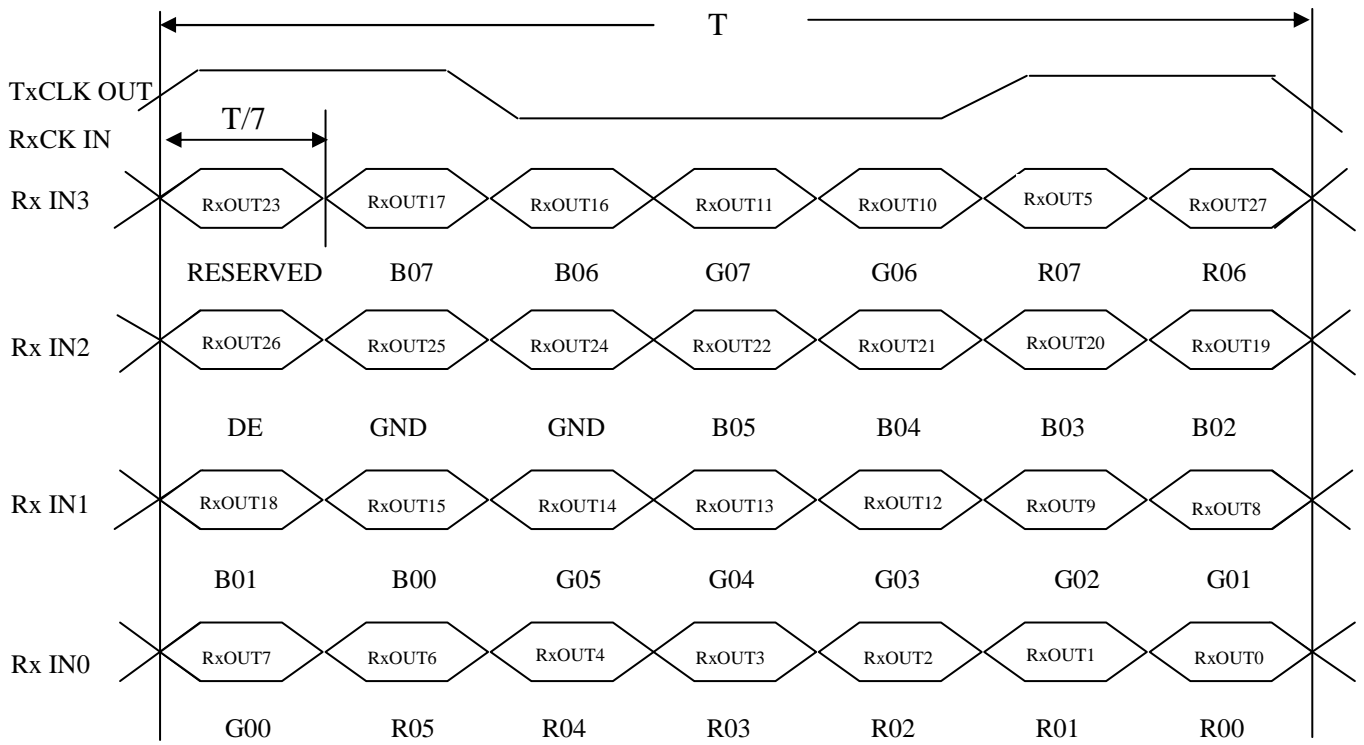 T
TxCLK OUT
T/7
RxCK IN
Rx IN3 RxOUT23 RxOUT17 RxOUT16 RxOUT11 RxOUT10 RxOUT5 RxOUT27
RESERVED B07 B06 G07 G06 R07 R06
Rx IN2 RxOUT26 RxOUT25 RxOUT24 RxOUT22 RxOUT21 RxOUT20 RxOUT19
DE GND GND B05 B04 B03 B02
Rx IN1 RxOUT18 RxOUT15 RxOUT14 RxOUT13 RxOUT12 RxOUT9 RxOUT8
B01 B00 G05 G04 G03 G02 G01
Rx IN0 RxOUT7 RxOUT6 RxOUT4 RxOUT3 RxOUT2 RxOUT1 RxOUT0
G00 R05 R04 R03 R02 R01 R00